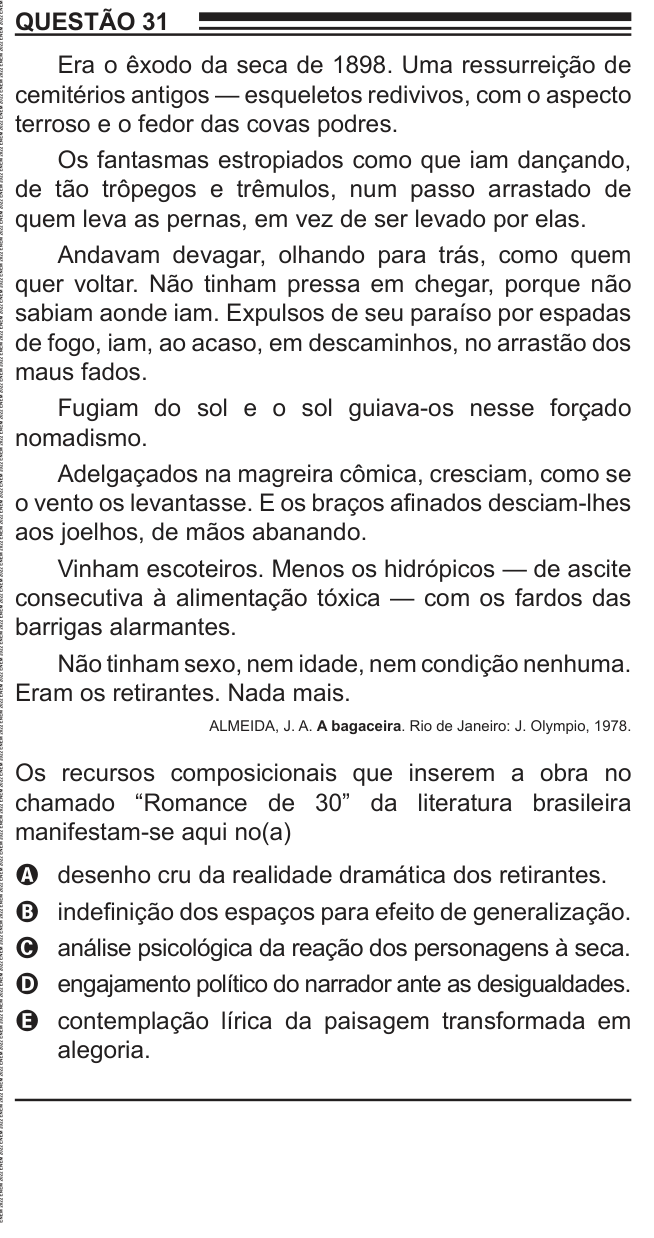 QUESTÃO 31
Era o êxodo da seca de 1898. Uma ressurreição de
cemitérios antigos — esqueletos redivivos, com o aspecto
terroso e o fedor das covas podres.
Os fantasmas estropiados como que iam dançando,
de tão trôpegos e trêmulos, num passo arrastado de
quem leva as pernas, em vez de ser levado por elas.
Andavam devagar, olhando para trás, como quem
quer voltar. Não tinham pressa em chegar, porque não
sabiam aonde iam. Expulsos de seu paraíso por espadas
de fogo, iam, ao acaso, em descaminhos, no arrastão dos
maus fados.
Fugiam do sol e o sol guiava-os nesse forçado
nomadismo.
Adelgaçados na magreira cômica, cresciam, como se
o vento os levantasse. E os braços afinados desciam-lhes
aos joelhos, de mãos abanando.
Vinham escoteiros. Menos os hidrópicos — de ascite
consecutiva à alimentação tóxica — com os fardos das
barrigas alarmantes.
Não tinham sexo, nem idade, nem condição nenhuma.
Eram os retirantes. Nada mais.
ALMEIDA, J. A. A bagaceira. Rio de Janeiro: J. Olympio, 1978.
Os recursos composicionais que inserem a obra no
chamado “Romance de 30” da literatura brasileira
manifestam-se aqui no(a)
A desenho cru da realidade dramática dos retirantes.
B indefinição dos espaços para efeito de generalização.
C análise psicológica da reação dos personagens à seca.
D engajamento político do narrador ante as desigualdades.
E contemplação lírica da paisagem transformada em
alegoria.